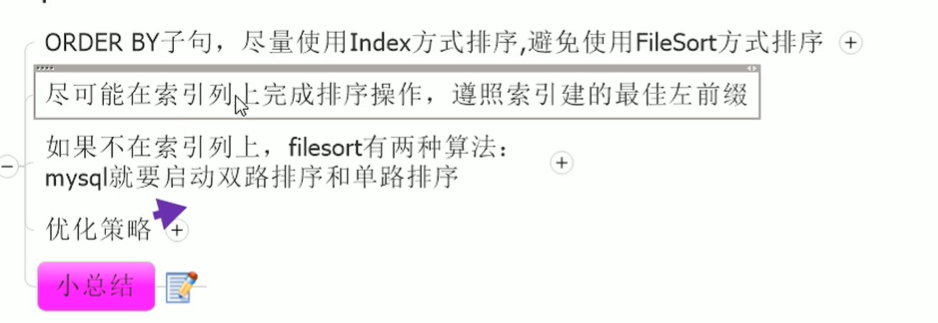 ORDER BY子句，尽量使用Index方式排序,避免使用FileSort方式排序
尽可能在索引列上完成排序操作，遵照索引建的最佳左前缀
如果不在索引列上，filesort有两种算法：
mysql就要启动双路排序和单路排序
优化策略
小总结